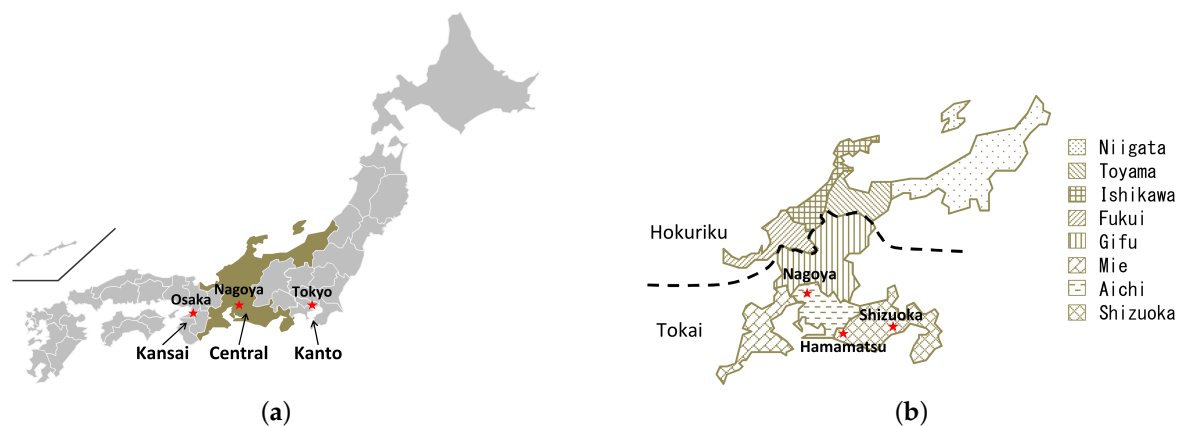 Osaka
Nagoya
Tokyo
Kansai
Central
Kanto
(a)
Hokuriku
Tokai
Nagoya
Shizuoka
Hamamatsu
Niigata
Toyama
Ishikawa
Fukui
Gifu
Mie
Aichi
Shizuoka
(b)